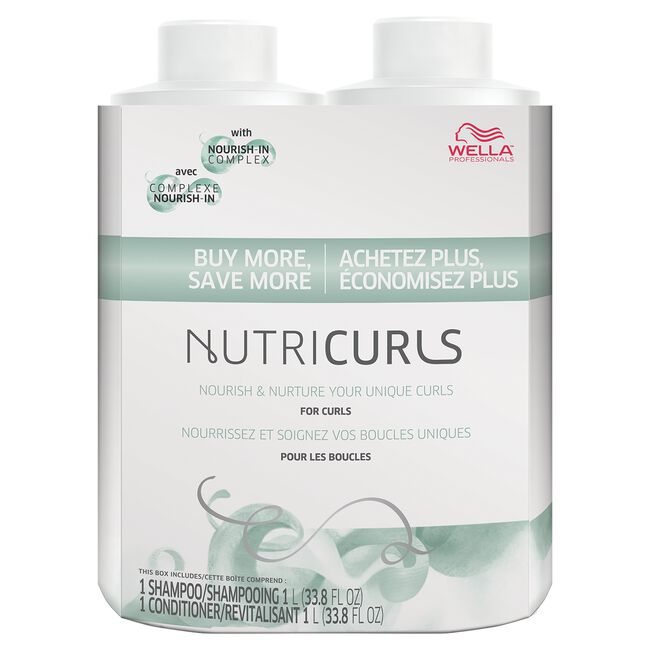 with
NOURISH-IN
COMPLEX
avec
COMPLEXE
NOURISH-IN
WELLA
PROFESSIONALS
BUY MORE,
SAVE MORE
ACHETEZ PLUS,
ÉCONOMISEZ PLUS
NUTRICURLS
NOURISH & NURTURE YOUR UNIQUE CURLS
FOR CURLS
NOURRISSEZ ET SOIGNEZ VOS BOUCLES UNIQUES
POUR LES BOUCLES
THIS BOX INCLUDES/CETTE BOÎTE COMPREND :
1 SHAMPOO/SHAMPOOING 1 L (33.8 FL OZ)
1 CONDITIONER/REVITALISANT 1 L (33.8 FL OZ)